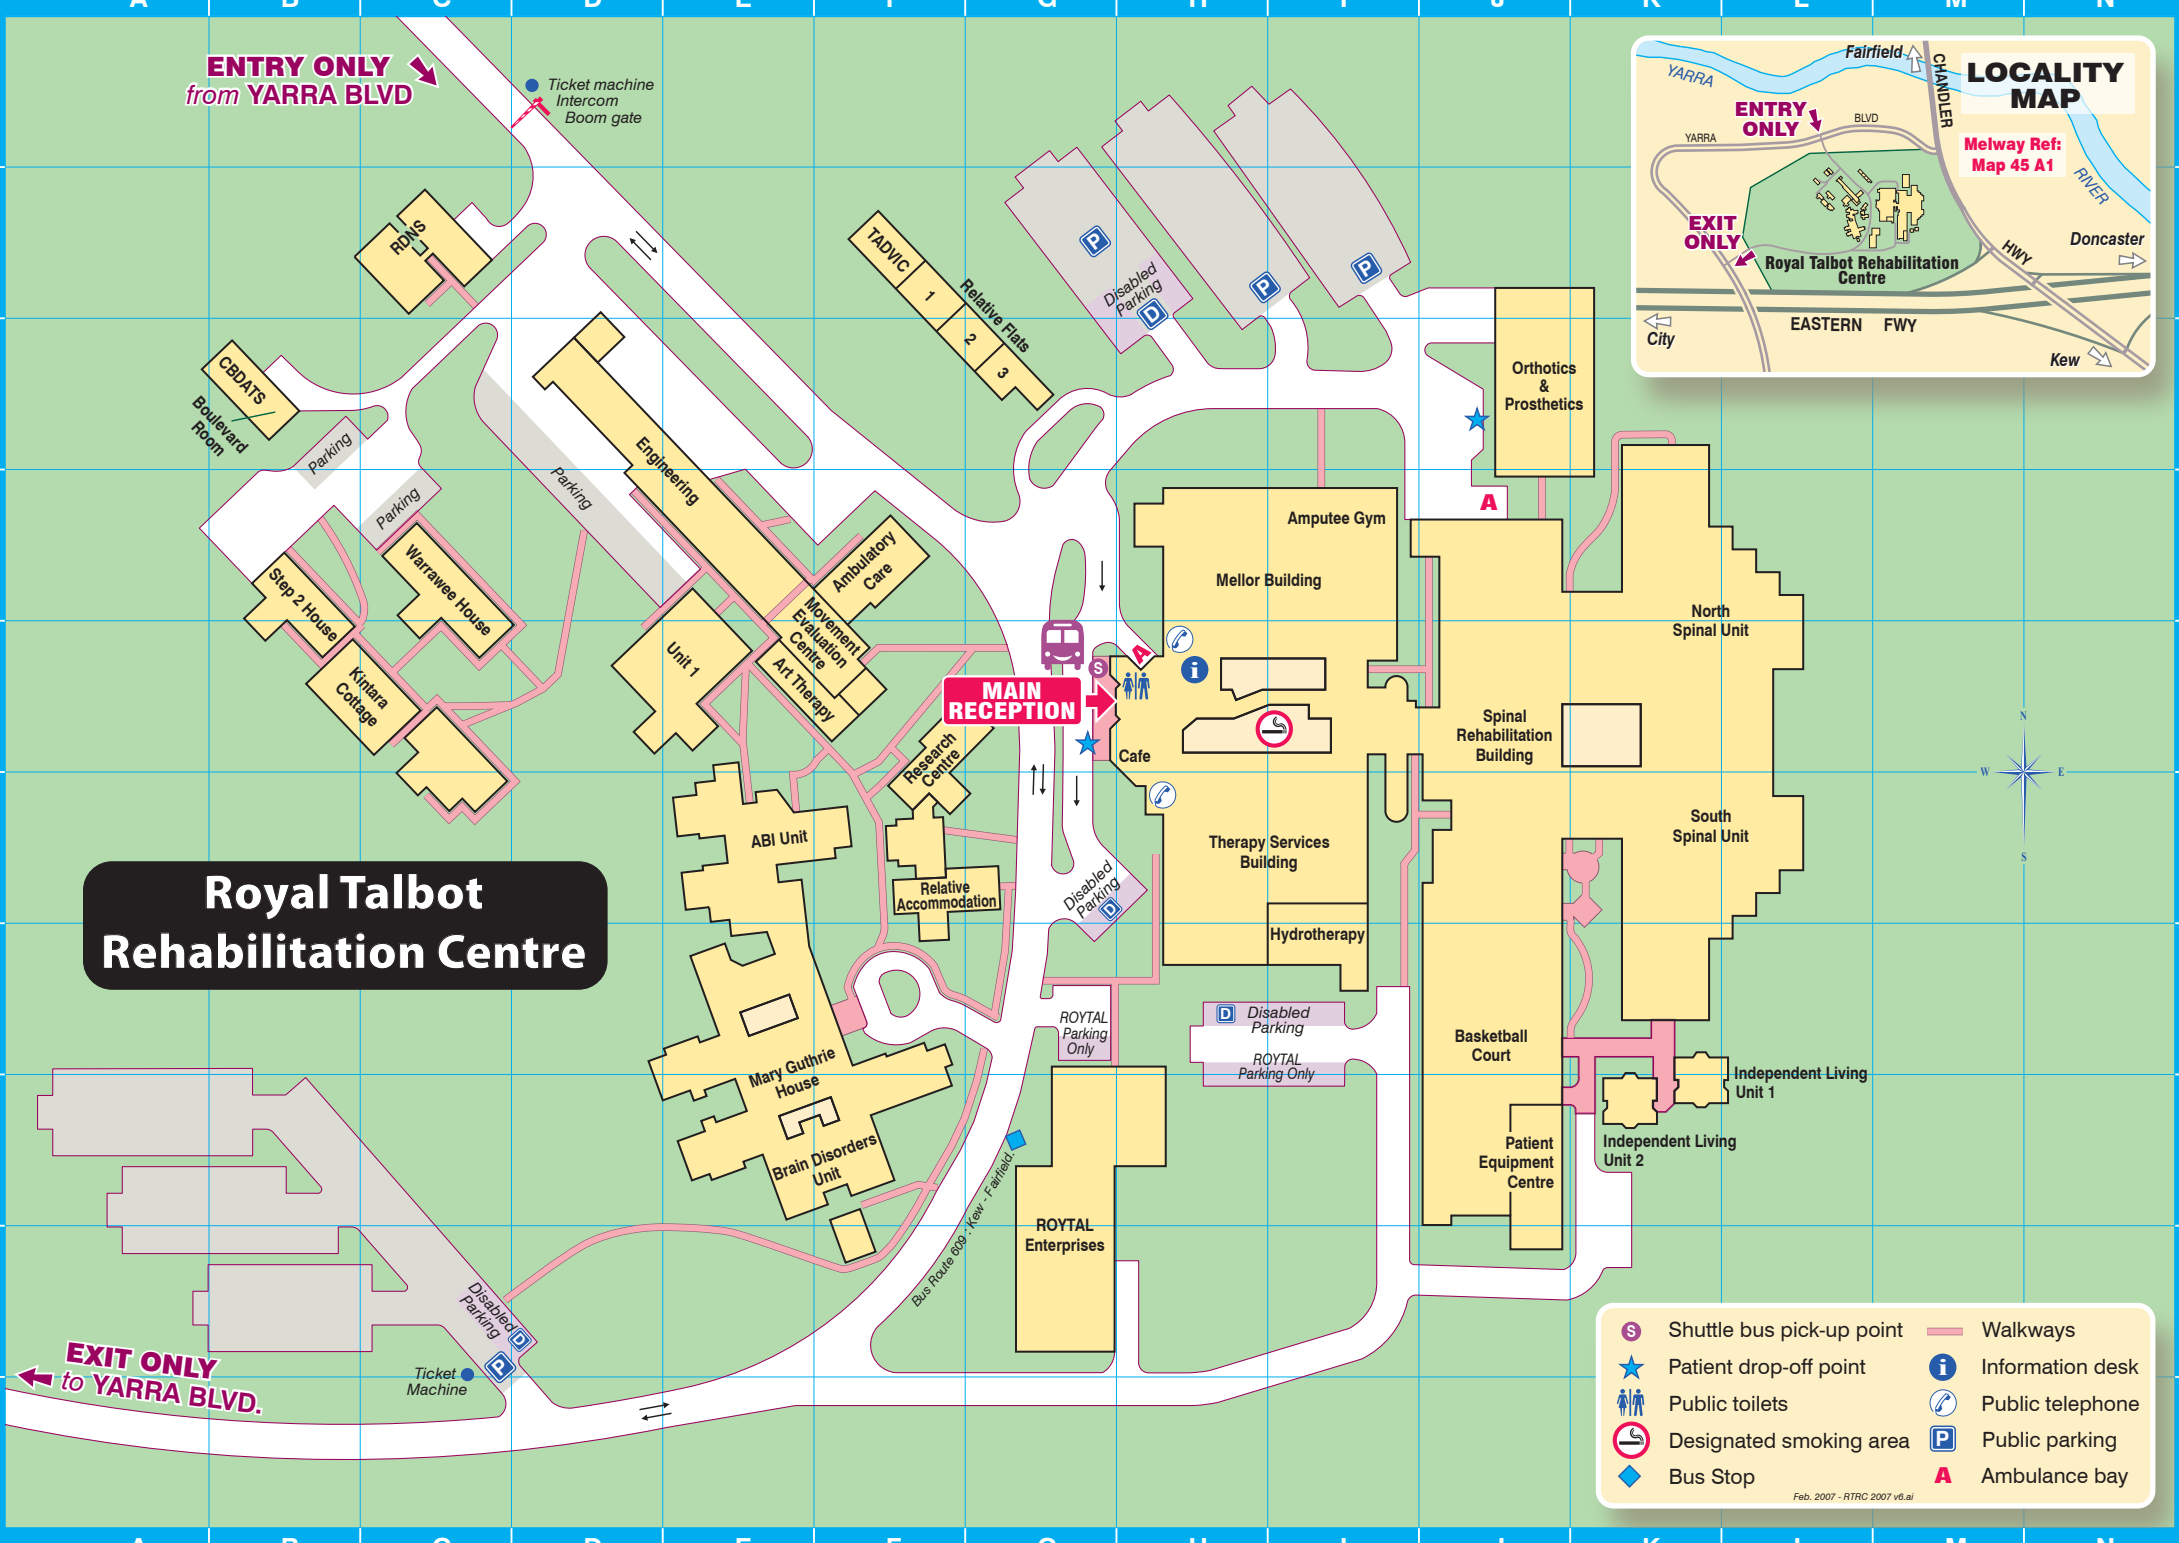 A B C D E F G H I J K L M N
ENTRY ONLY
from YARRA BLVD
Ticket machine
Intercom
Boom gate
RDNS
CBDATS
Boulevard
Room
Parking
Parking
Parking
TADVIC
1
2
3
Relative Flats
P
Disabled
Parking
D
P
P
Orthotics
&
Prosthetics
A
Engineering
Ambulatory
Care
Movement
Evaluation
Centre
Art Therapy
Unit 1
Warrawee House
Step 2 House
Kintara
Cottage
Amputee Gym
Mellor Building
A
S
i
MAIN
RECEPTION
Cafe
North
Spinal Unit
Spinal
Rehabilitation
Building
South
Spinal Unit
Research
Centre
ABI Unit
Relative
Accommodation
Therapy Services
Building
Disabled
Parking
D
Hydrotherapy
Royal Talbot
Rehabilitation Centre
ROYTAL
Parking
Only
D
Disabled
Parking
ROYTAL
Parking Only
Basketball
Court
Mary Guthrie
House
Brain Disorders
Unit
Independent Living
Unit 1
Independent Living
Unit 2
Patient
Equipment
Centre
ROYTAL
Enterprises
Bus Route 609 : Kew - Fairfield.
Disabled
Parking
D
P
Ticket
Machine
EXIT ONLY
to YARRA BLVD.
N
W
E
S
LOCALITY
MAP
Melway Ref:
Map 45 A1
Fairfield
CHANDLER
HWY
YARRA
RIVER
ENTRY
ONLY
YARRA
BLVD
EXIT
ONLY
Royal Talbot Rehabilitation
Centre
Doncaster
EASTERN FWY
City
Kew
S Shuttle bus pick-up point
Patient drop-off point
Public toilets
Designated smoking area
Bus Stop
Walkways
i Information desk
Public telephone
P Public parking
A Ambulance bay
Feb. 2007 - RTRC 2007 v6.ai
A B C D E F G H I J K L M N